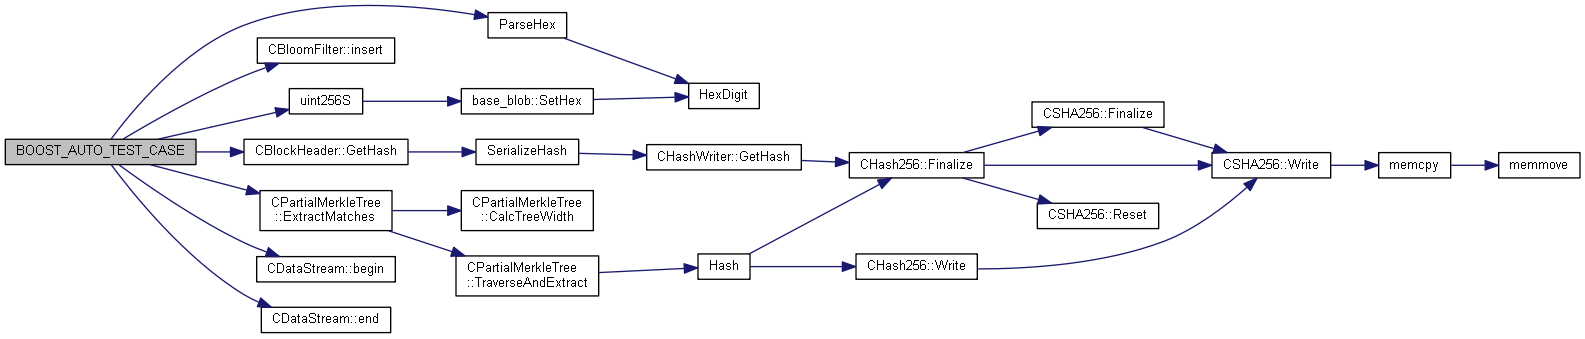 BOOST_AUTO_TEST_CASE
ParseHex
CBloomFilter::insert
uint256S
CBlockHeader::GetHash
CPartialMerkleTree
::ExtractMatches
CDataStream::begin
CDataStream::end
base_blob::SetHex
SerializeHash
CPartialMerkleTree
::CalcTreeWidth
CPartialMerkleTree
::TraverseAndExtract
HexDigit
CHashWriter::GetHash
Hash
CHash256::Finalize
CHash256::Write
CSHA256::Finalize
CSHA256::Reset
CSHA256::Write
memcpy
memmove